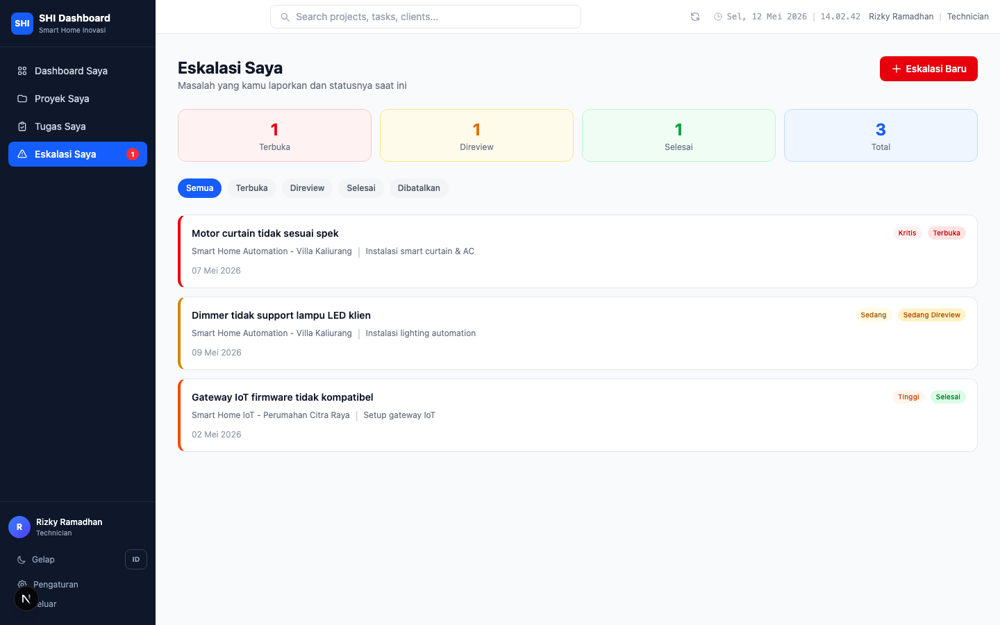 SHI
SHI Dashboard
Smart Home Inovasi
Search projects, tasks, clients...
Sel, 12 Mei 2026 | 14.02.42
Rizky Ramadhan | Technician
Dashboard Saya
Proyek Saya
Tugas Saya
Eskalasi Saya
1
Eskalasi Saya
Masalah yang kamu laporkan dan statusnya saat ini
+ Eskalasi Baru
1
Terbuka
1
Direview
1
Selesai
3
Total
Semua
Terbuka
Direview
Selesai
Dibatalkan
Motor curtain tidak sesuai spek
Kritis
Terbuka
Smart Home Automation - Villa Kaliurang | Instalasi smart curtain & AC
07 Mei 2026
Dimmer tidak support lampu LED klien
Sedang
Sedang Direview
Smart Home Automation - Villa Kaliurang | Instalasi lighting automation
09 Mei 2026
Gateway IoT firmware tidak kompatibel
Tinggi
Selesai
Smart Home IoT - Perumahan Citra Raya | Setup gateway IoT
02 Mei 2026
R
Rizky Ramadhan
Technician
Gelap
ID
Pengaturan
N
eluar